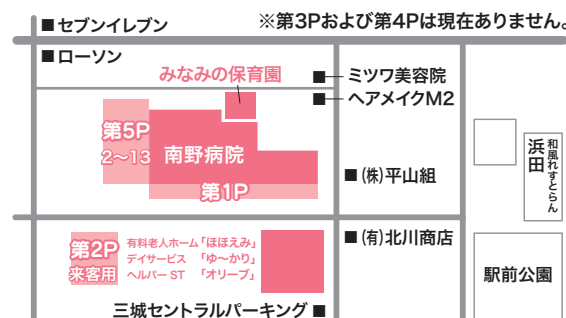 ■セブンイレブン
※第3Pおよび第4Pは現在ありません。
■ローソン
みなみの保育園
■ミツワ美容院
■ヘアメイクM2
第5P
2〜13
南野病院
第1P
■㈱平山組
和風れすとらん
浜田
第2P
来客用
有料老人ホーム「ほほえみ」
デイサービス 「ゆ〜かり」
ヘルパーST 「オリーブ」
■㈲北川商店
駅前公園
三城セントラルパーキング■